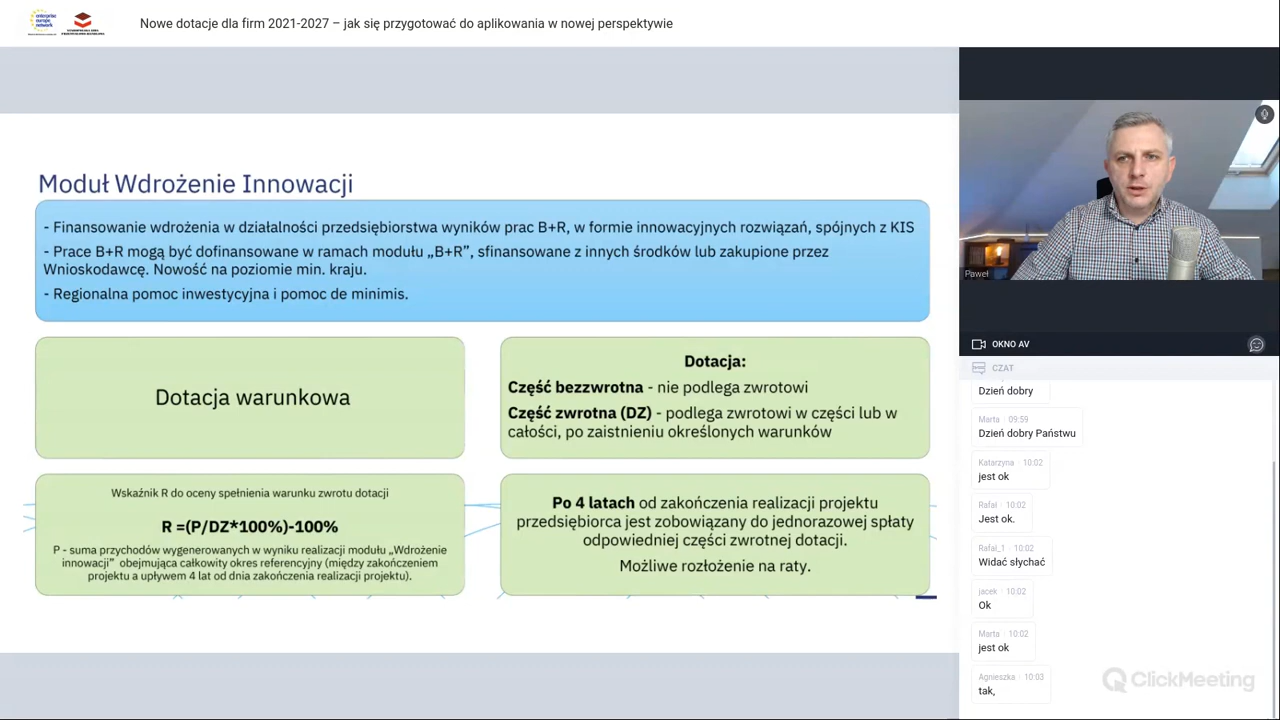 enterprise
europe
network
Nowe dotacje dla firm 2021-2027 – jak się przygotować do aplikowania w nowej perspektywie
Moduł Wdrożenie Innowacji
- Finansowanie wdrożenia w działalności przedsiębiorstwa wyników prac B+R, w formie innowacyjnych rozwiązań, spójnych z KIS
- Prace B+R mogą być dofinansowane w ramach modułu „B+R”, sfinansowane z innych środków lub zakupione przez
Wnioskodawcę. Nowość na poziomie min. kraju.
- Regionalna pomoc inwestycyjna i pomoc de minimis.
Dotacja warunkowa
Dotacja:
Część bezzwrotna - nie podlega zwrotowi
Część zwrotna (DZ) - podlega zwrotowi w części lub w
całości, po zaistnieniu określonych warunków
Wskaźnik R do oceny spełnienia warunku zwrotu dotacji
R =(P/DZ*100%)-100%
P - suma przychodów wygenerowanych w wyniku realizacji modułu „Wdrożenie
innowacji” obejmująca całkowity okres referencyjny (między zakończeniem
projektu a upływem 4 lat od dnia zakończenia realizacji projektu).
Po 4 latach od zakończenia realizacji projektu
przedsiębiorca jest zobowiązany do jednorazowej spłaty
odpowiedniej części zwrotnej dotacji.
Możliwe rozłożenie na raty.
Paweł
OKNO AV
CZAT
Dzień dobry
Marta · 09:59
Dzień dobry Państwu
Katarzyna · 10:02
jest ok
Rafał · 10:02
Jest ok.
Rafał_1 · 10:02
Widać słychać
jacek · 10:02
Ok
Marta · 10:02
jest ok
Agnieszka · 10:03
tak,
ClickMeeting